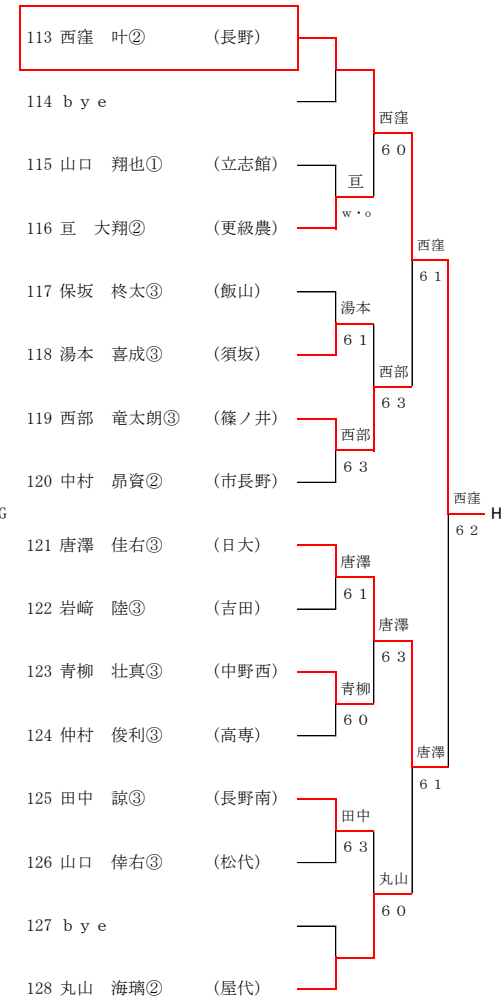 113 西窪　叶② (長野)
114 ｂｙｅ
西窪
６０
115 山口　翔也① (立志館)
亘
w・o
116 亘　大翔② (更級農)
西窪
６１
117 保坂　柊太③ (飯山)
湯本
６１
118 湯本　喜成③ (須坂)
西部
６３
119 西部　竜太朗③ (篠ノ井)
西部
６３
120 中村　昴資② (市長野)
西窪
６２
G
H
121 唐澤　佳右③ (日大)
唐澤
６１
122 岩﨑　陸③ (吉田)
唐澤
６３
123 青柳　壮真③ (中野西)
青柳
６０
124 仲村　俊利③ (高専)
唐澤
６１
125 田中　諒③ (長野南)
田中
６３
126 山口　倖右③ (松代)
丸山
６０
127 ｂｙｅ
128 丸山　海璃② (屋代)